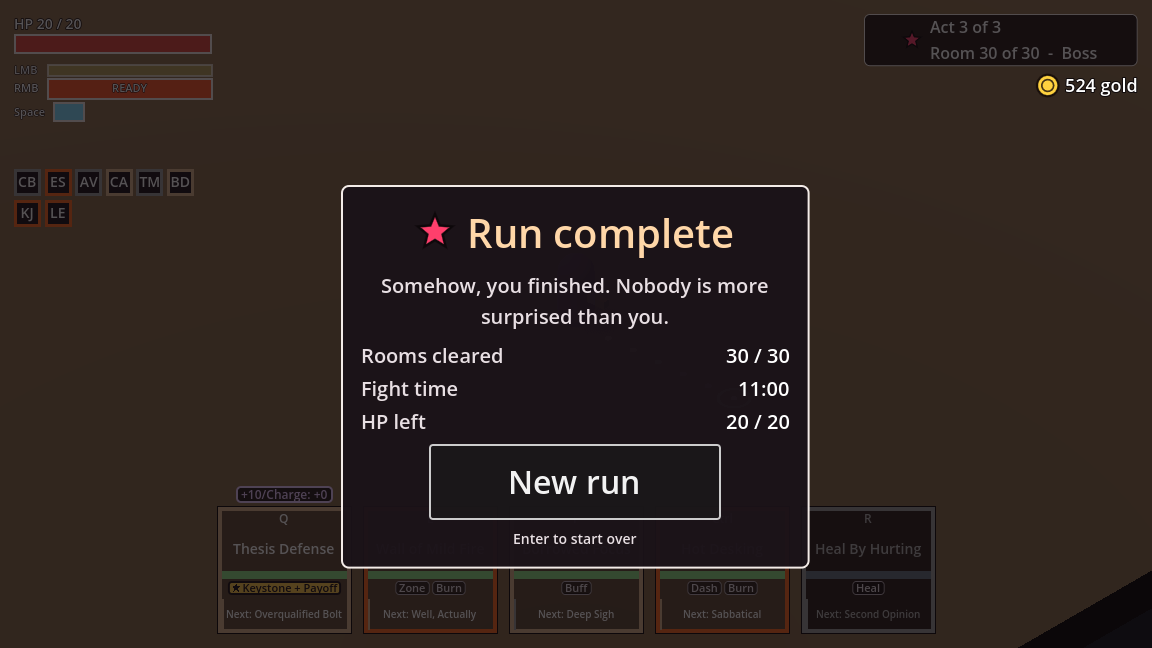 HP 20 / 20
LMB
RMB READY
Space
Act 3 of 3
Room 30 of 30 - Boss
524 gold
CB ES AV CA TM BD
KJ LE
Run complete
Somehow, you finished. Nobody is more
surprised than you.
Rooms cleared 30 / 30
Fight time 11:00
HP left 20 / 20
New run
Enter to start over
+10/Charge: +0
Q
Thesis Defense
Keystone + Payoff
Next: Overqualified Bolt
Zone Burn
Next: Well, Actually
Buff
Next: Deep Sigh
Dash Burn
Next: Sabbatical
R
Heal By Hurting
Heal
Next: Second Opinion